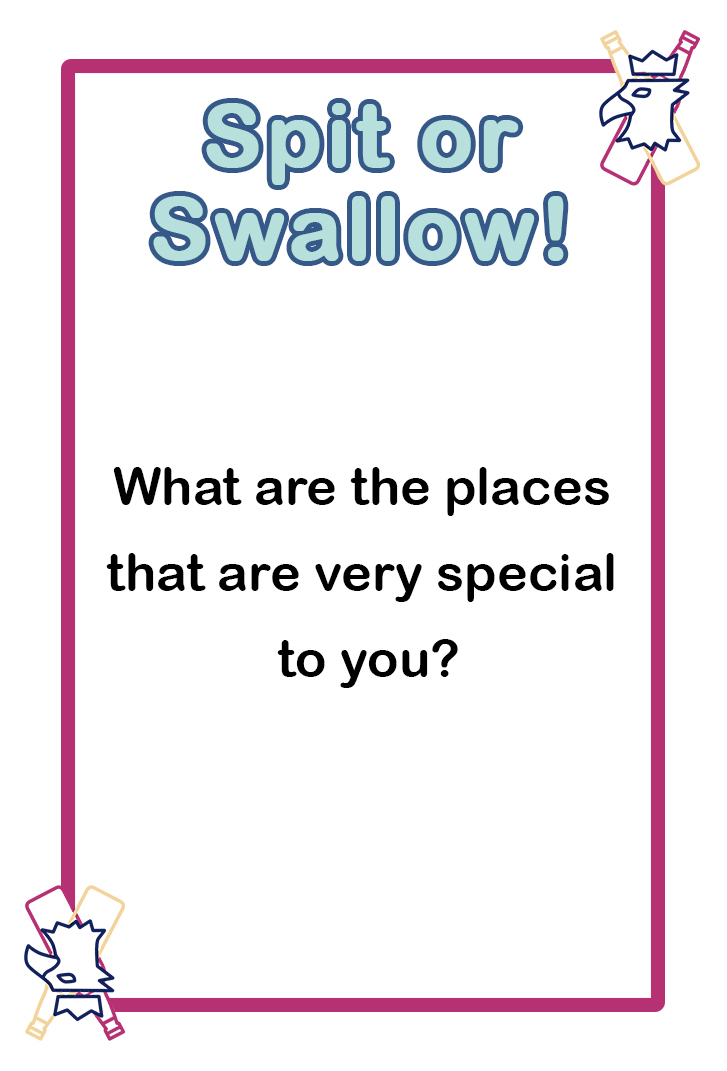 Spit or
Swallow!
What are the places
that are very special
to you?